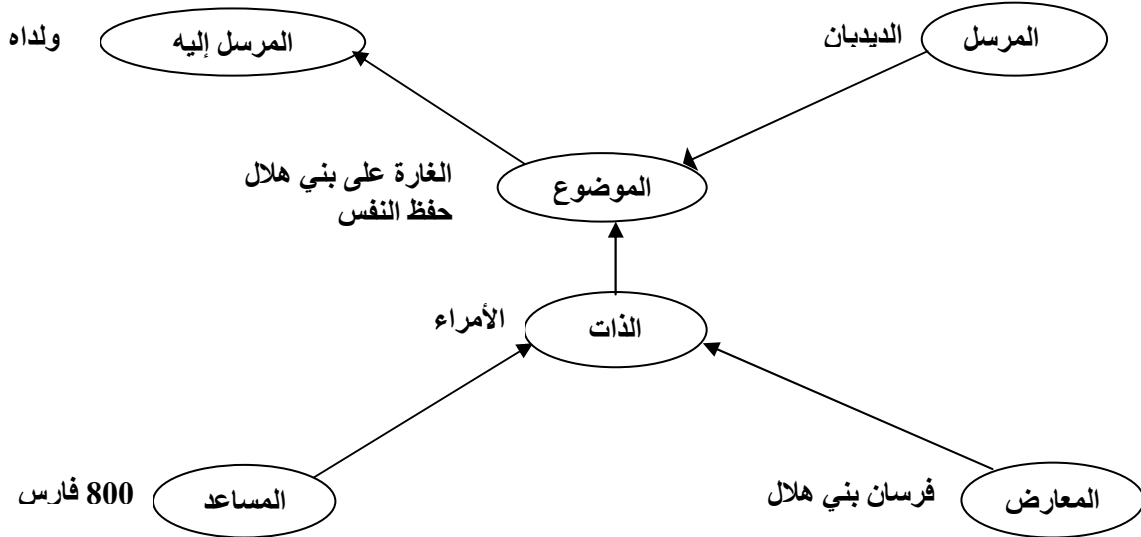 المرسل
الديدبان
المرسل إليه
ولداه
الموضوع
الغارة على بني هلال
حفظ النفس
الذات
الأمراء
المعارض
فرسان بني هلال
المساعد
800 فارس